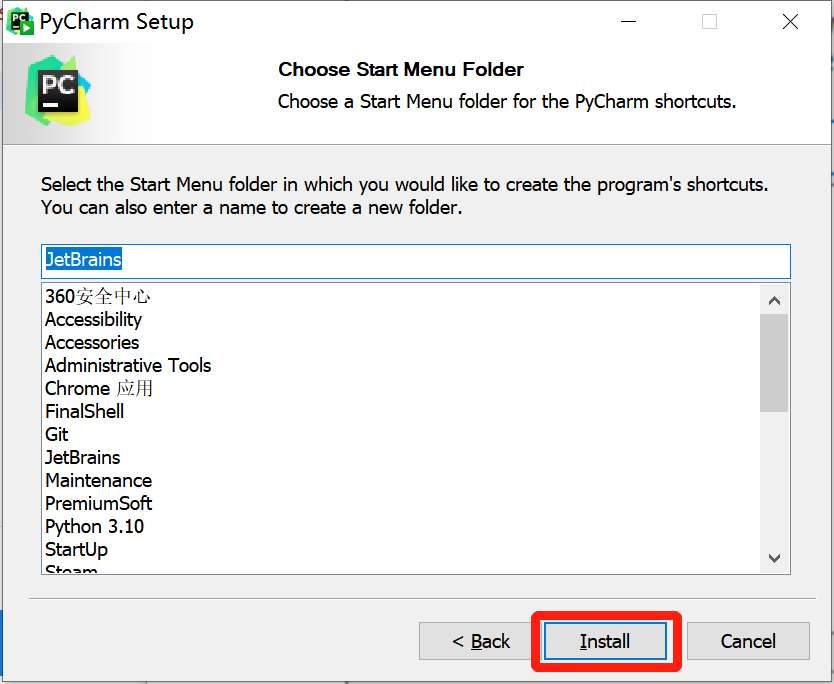 PyCharm Setup
PC
Choose Start Menu Folder
Choose a Start Menu folder for the PyCharm shortcuts.
Select the Start Menu folder in which you would like to create the program's shortcuts.
You can also enter a name to create a new folder.
JetBrains
360安全中心
Accessibility
Accessories
Administrative Tools
Chrome 应用
FinalShell
Git
JetBrains
Maintenance
PremiumSoft
Python 3.10
StartUp
Steam
< Back Install Cancel